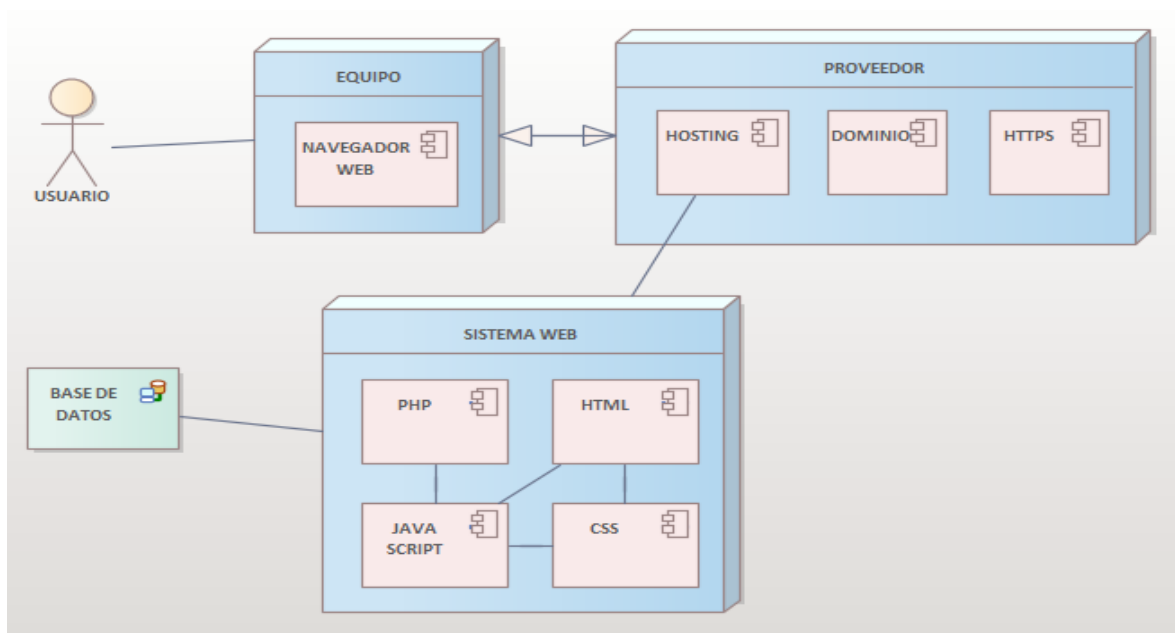 EQUIPO
PROVEEDOR
NAVEGADOR
WEB
HOSTING
DOMINIO
HTTPS
USUARIO
SISTEMA WEB
BASE DE
DATOS
PHP
HTML
JAVA
SCRIPT
CSS